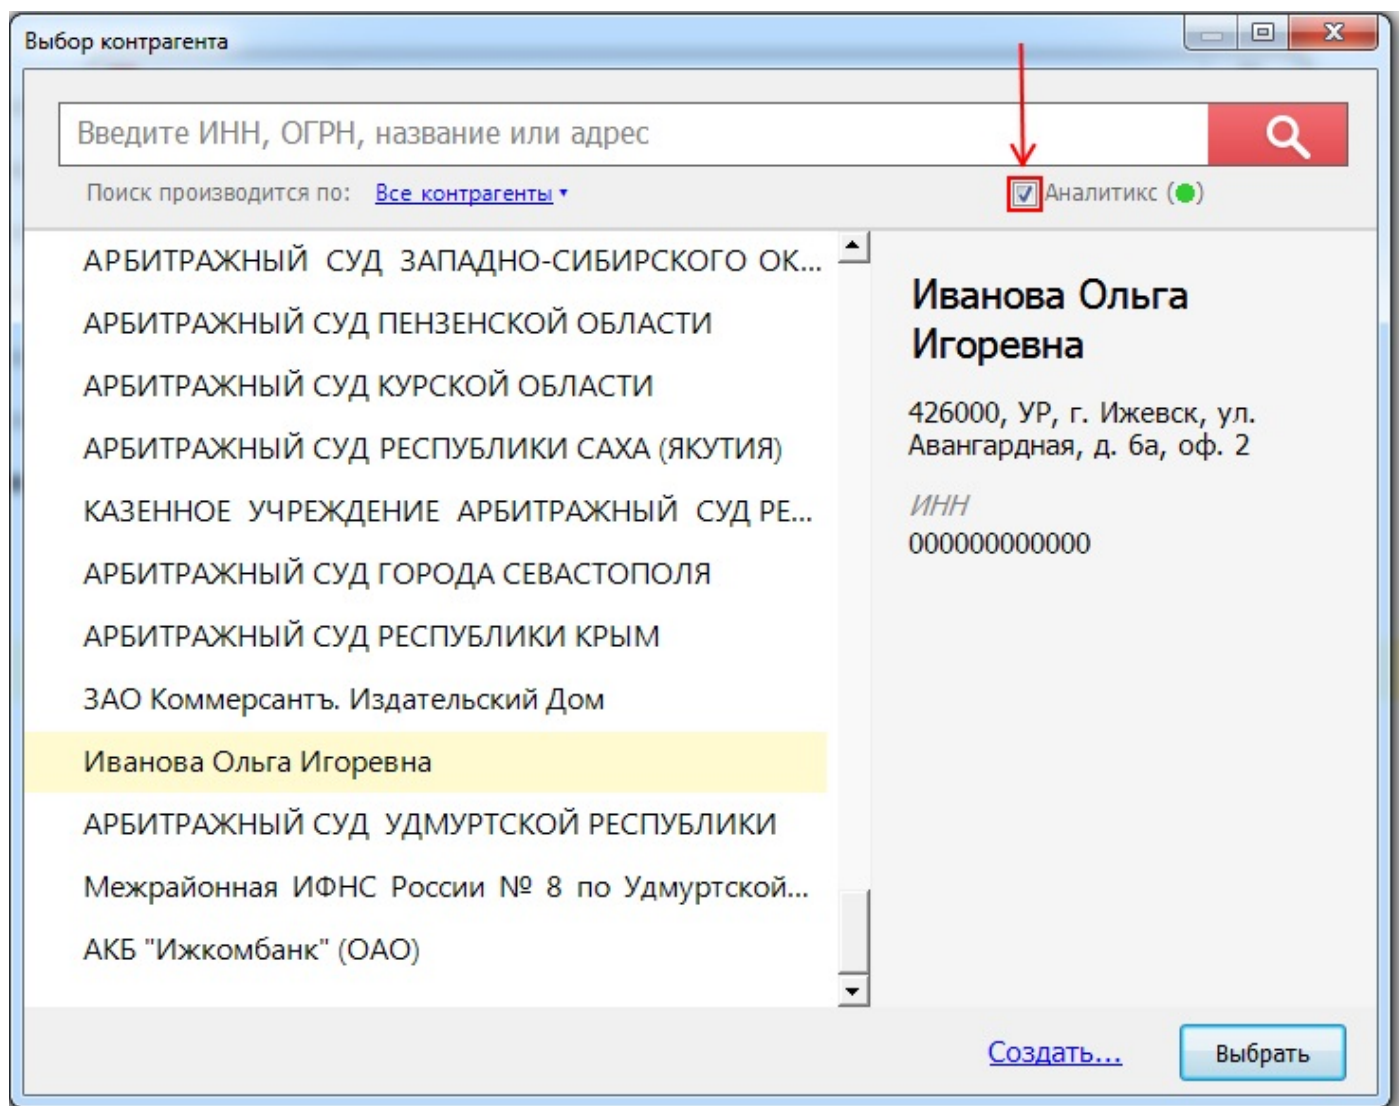 Выбор контрагента
Введите ИНН, ОГРН, название или адрес
Поиск производится по: Все контрагенты
Аналитикс ()
АРБИТРАЖНЫЙ СУД ЗАПАДНО-СИБИРСКОГО ОК...
АРБИТРАЖНЫЙ СУД ПЕНЗЕНСКОЙ ОБЛАСТИ
АРБИТРАЖНЫЙ СУД КУРСКОЙ ОБЛАСТИ
АРБИТРАЖНЫЙ СУД РЕСПУБЛИКИ САХА (ЯКУТИЯ)
КАЗЕННОЕ УЧРЕЖДЕНИЕ АРБИТРАЖНЫЙ СУД РЕ...
АРБИТРАЖНЫЙ СУД ГОРОДА СЕВАСТОПОЛЯ
АРБИТРАЖНЫЙ СУД РЕСПУБЛИКИ КРЫМ
ЗАО Коммерсантъ. Издательский Дом
Иванова Ольга Игоревна
АРБИТРАЖНЫЙ СУД УДМУРТСКОЙ РЕСПУБЛИКИ
Межрайонная ИФНС России № 8 по Удмуртской...
АКБ "Ижкомбанк" (ОАО)
Иванова Ольга
Игоревна
426000, УР, г. Ижевск, ул.
Авангардная, д. 6а, оф. 2
ИНН
000000000000
Создать...
Выбрать